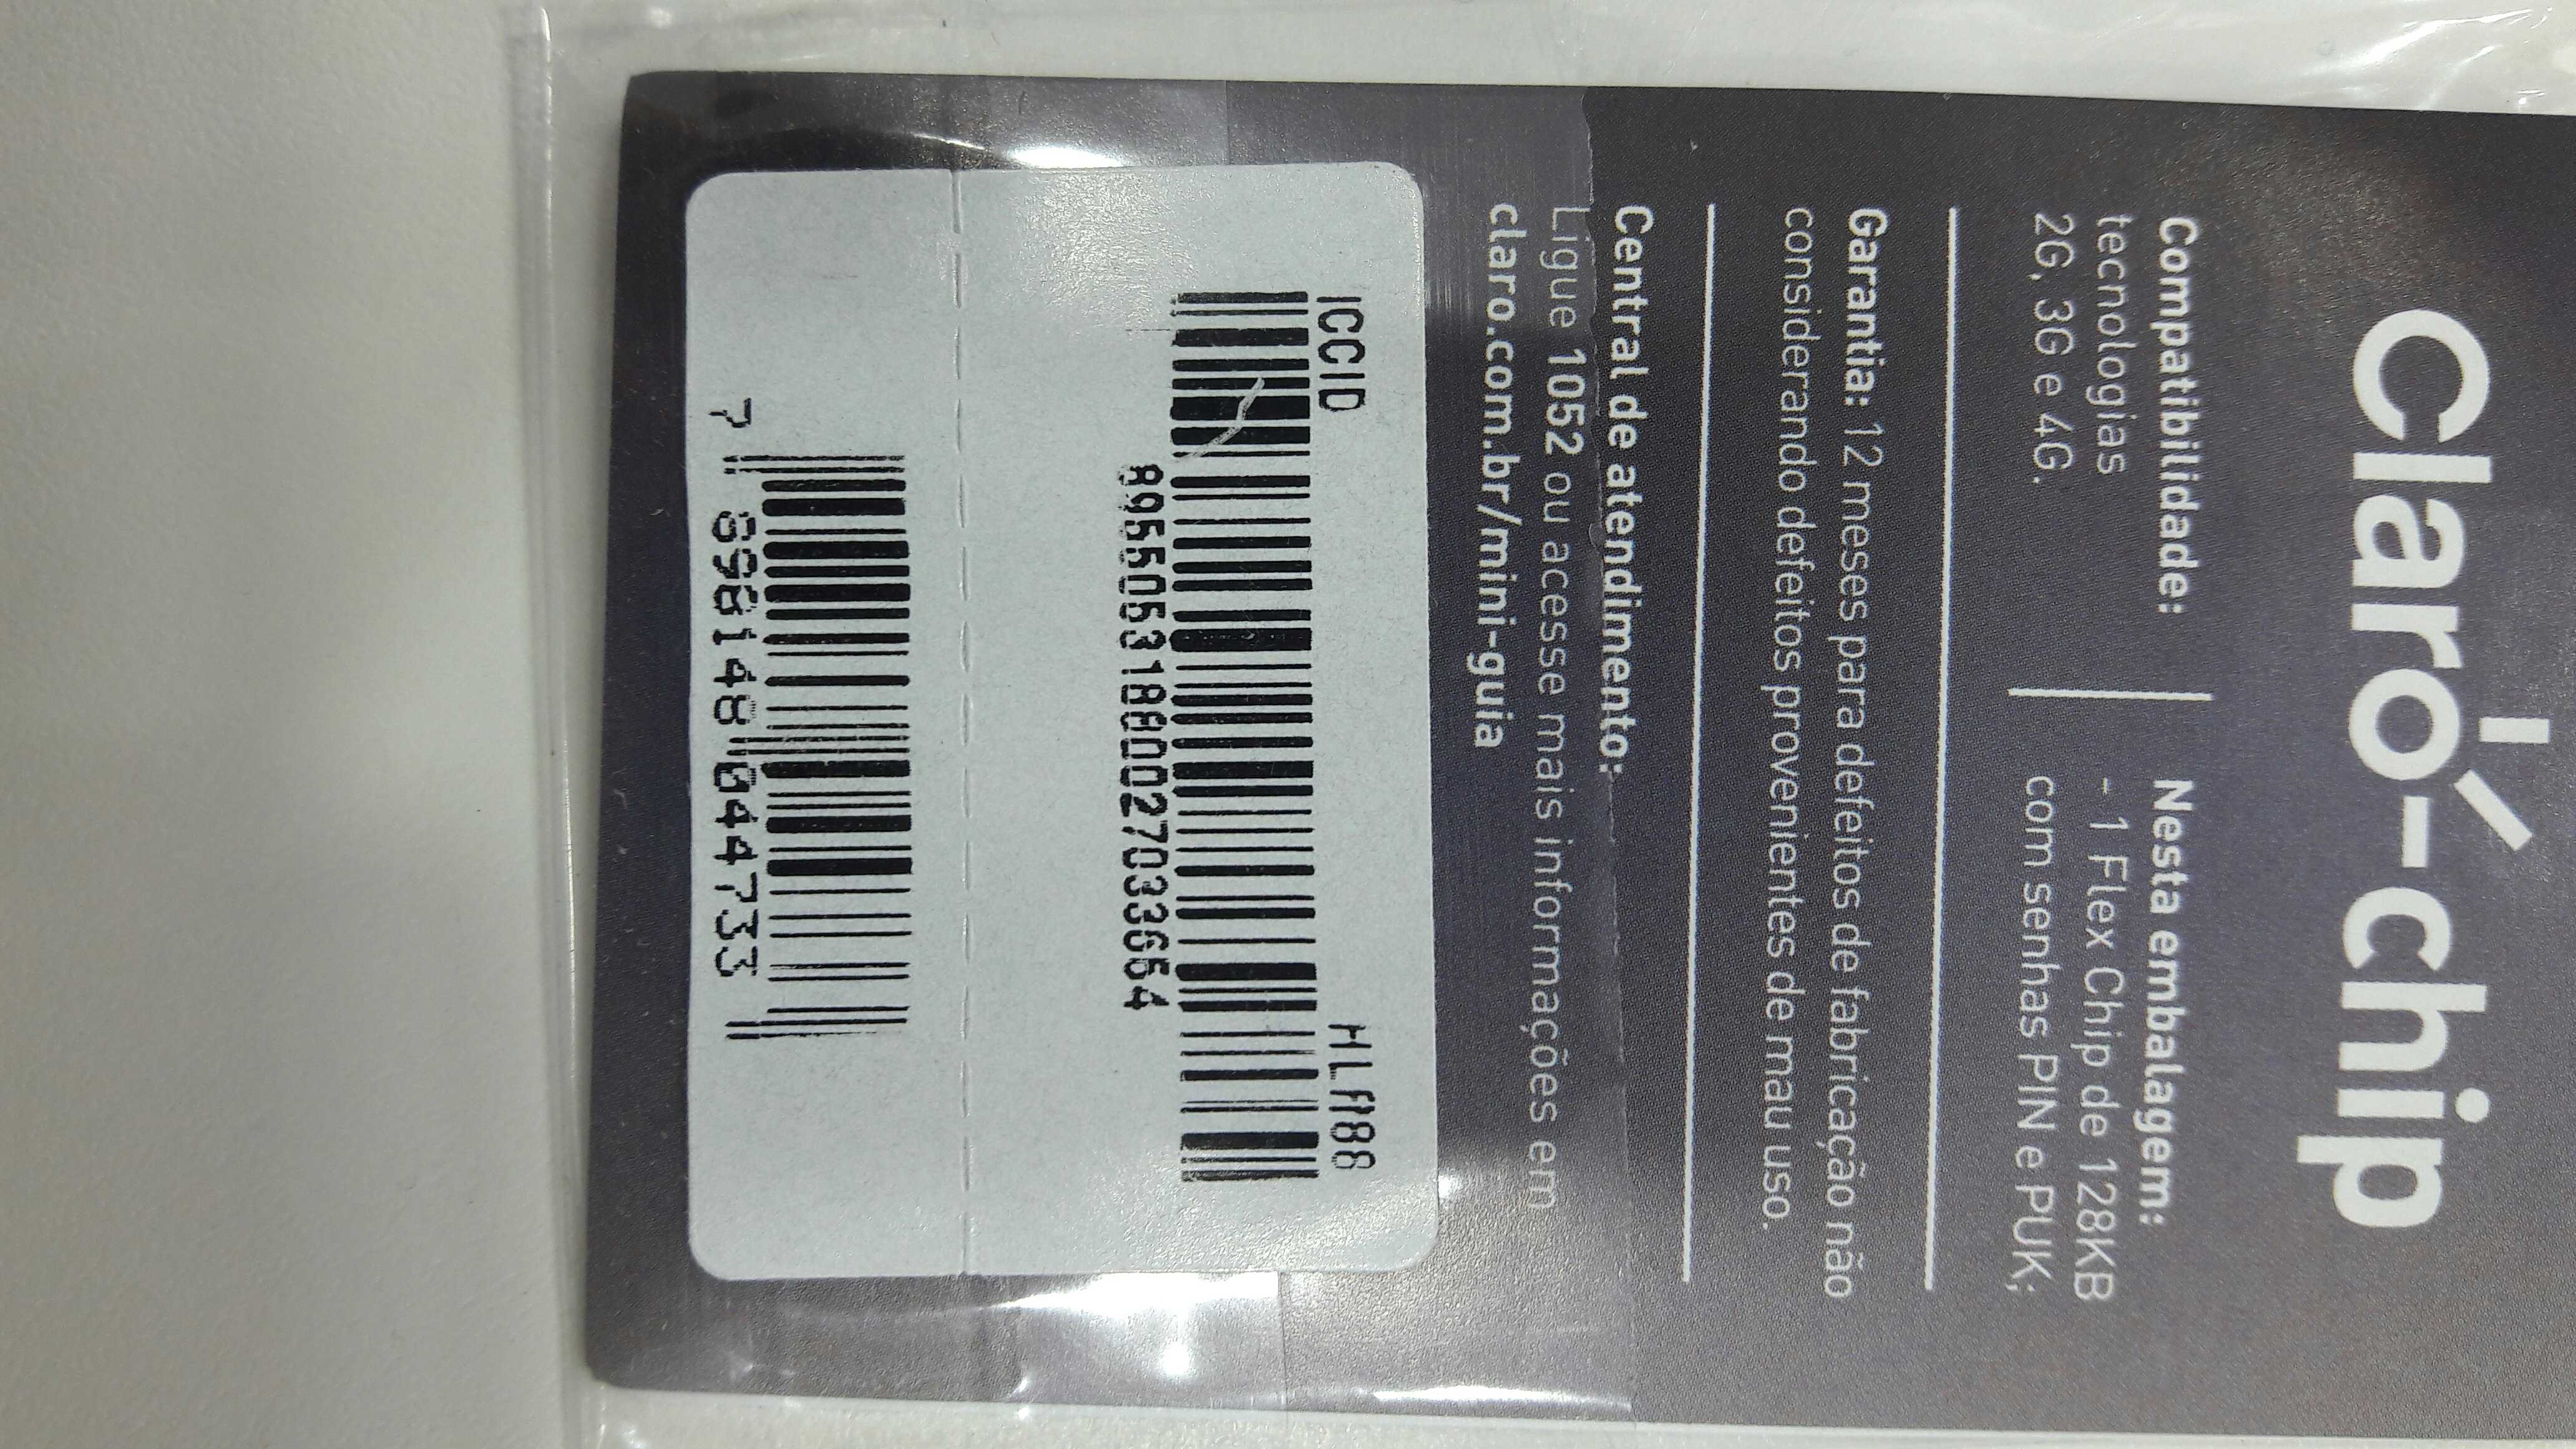 Claro-chip
Compatibilidade:
tecnologias
2G, 3G e 4G.
Nesta embalagem:
- 1 Flex Chip de 128KB
com senhas PIN e PUK;
Garantia: 12 meses para defeitos de fabricação não
considerando defeitos provenientes de mau uso.
Central de atendimento:
Ligue 1052 ou acesse mais informações em
claro.com.br/mini-guia
ICCID HLA88
89550531880027033654
7 898148 044733